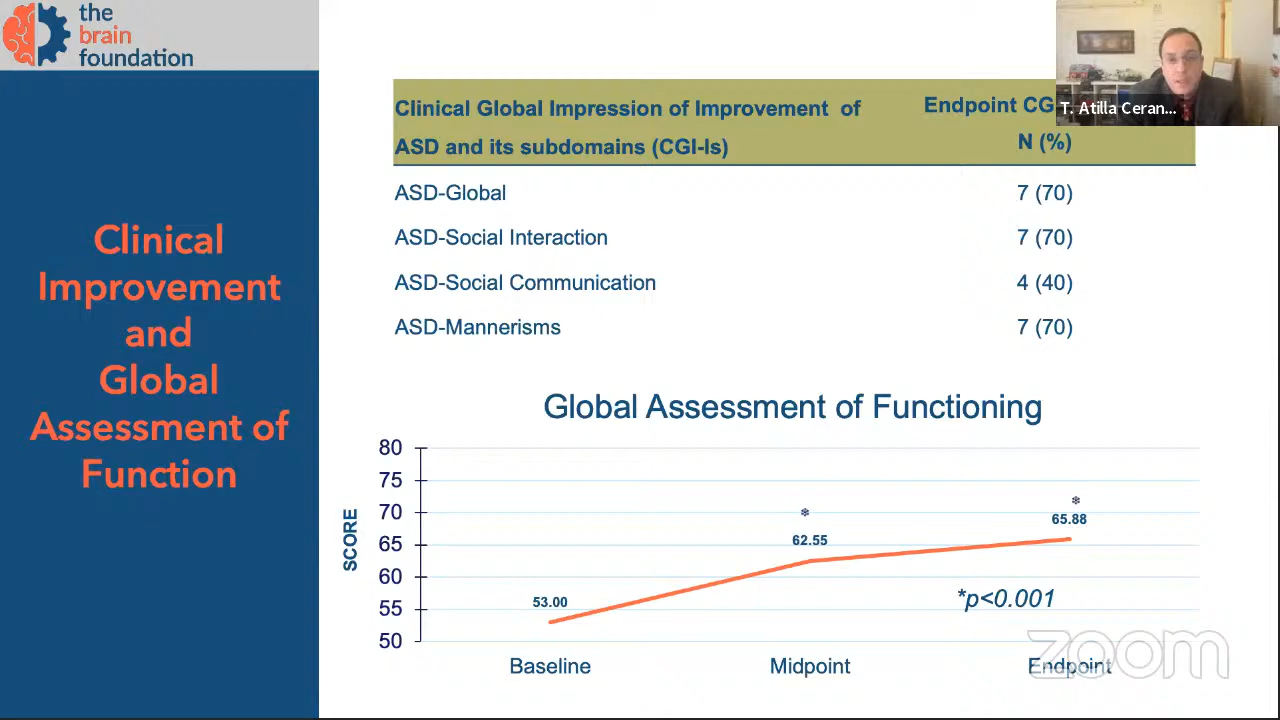 the
brain
foundation
Clinical
Improvement
and
Global
Assessment of
Function
Clinical Global Impression of Improvement of
ASD and its subdomains (CGI-Is)
Endpoint CG
N (%)
T. Atilla Ceran...
ASD-Global 7 (70)
ASD-Social Interaction 7 (70)
ASD-Social Communication 4 (40)
ASD-Mannerisms 7 (70)
Global Assessment of Functioning
SCORE
80
75
70
65
60
55
50
53.00
*
62.55
*
65.88
*p<0.001
Baseline Midpoint Endpoint
zoom